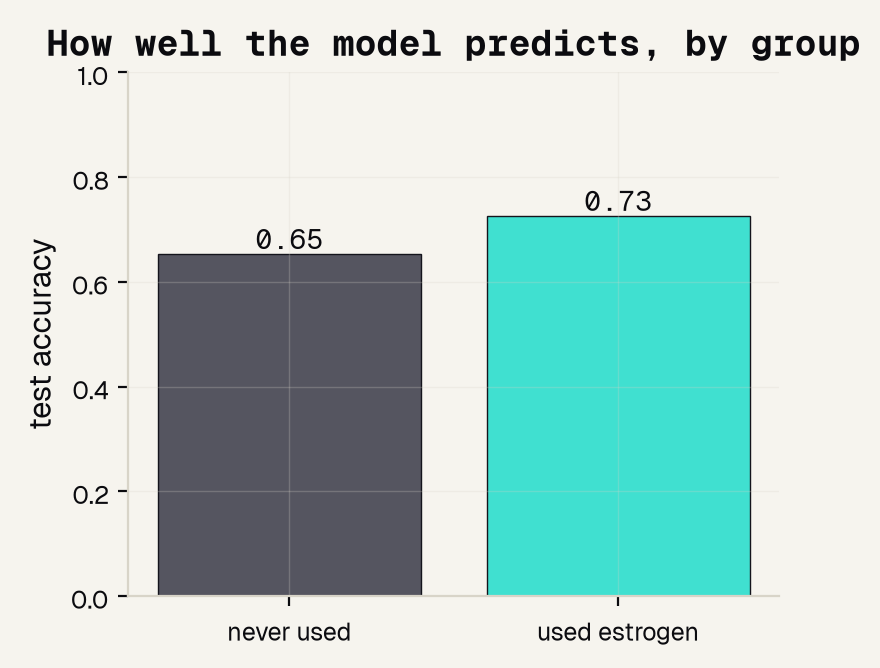 How well the model predicts, by group
1.0
0.8
0.6
0.4
0.2
0.0
test accuracy
0.65
0.73
never used
used estrogen